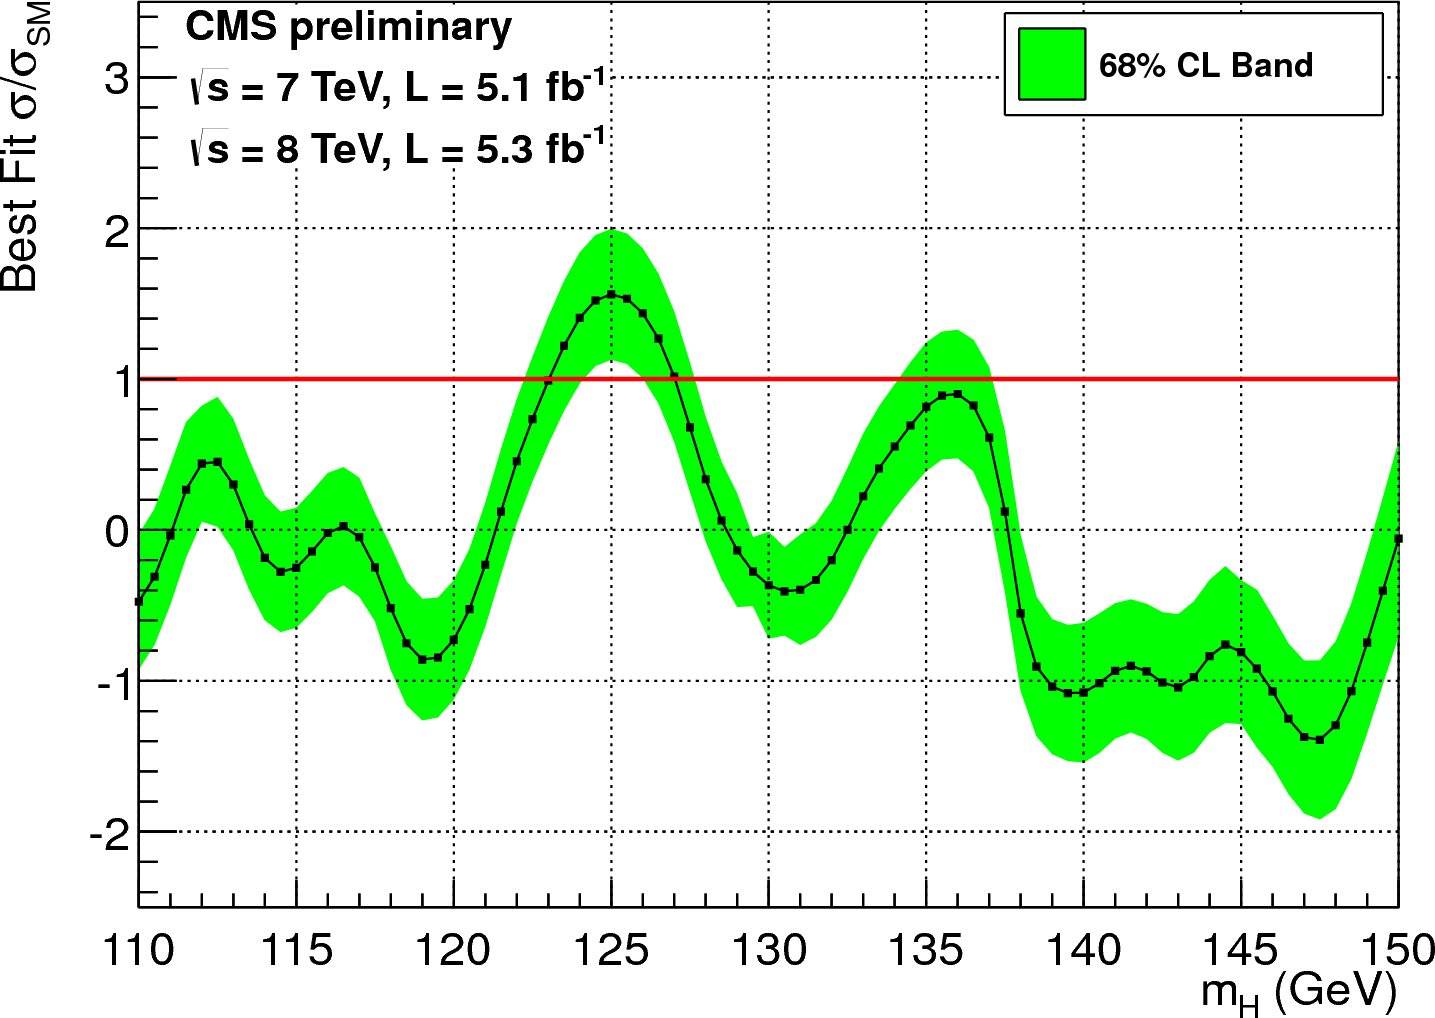 CMS preliminary
√s = 7 TeV, L = 5.1 fb⁻¹
√s = 8 TeV, L = 5.3 fb⁻¹
68% CL Band
Best Fit σ/σSM
3
2
1
0
-1
-2
110 115 120 125 130 135 140 145 150
mH (GeV)